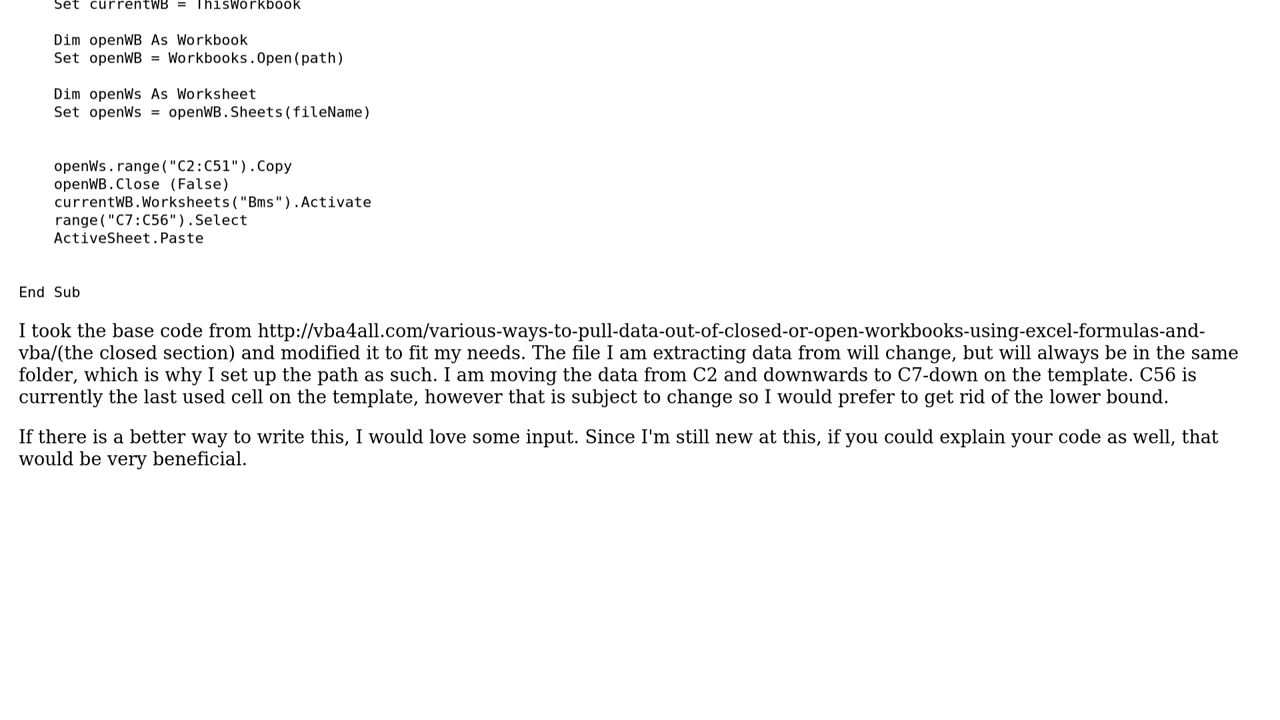 Set currentWB = ThisWorkbook
Dim openWB As Workbook
Set openWB = Workbooks.Open(path)
Dim openWs As Worksheet
Set openWs = openWB.Sheets(fileName)
openWs.range("C2:C51").Copy
openWB.Close (False)
currentWB.Worksheets("Bms").Activate
range("C7:C56").Select
ActiveSheet.Paste
End Sub
I took the base code from http://vba4all.com/various-ways-to-pull-data-out-of-closed-or-open-workbooks-using-excel-formulas-and-
vba/(the closed section) and modified it to fit my needs. The file I am extracting data from will change, but will always be in the same
folder, which is why I set up the path as such. I am moving the data from C2 and downwards to C7-down on the template. C56 is
currently the last used cell on the template, however that is subject to change so I would prefer to get rid of the lower bound.
If there is a better way to write this, I would love some input. Since I'm still new at this, if you could explain your code as well, that
would be very beneficial.